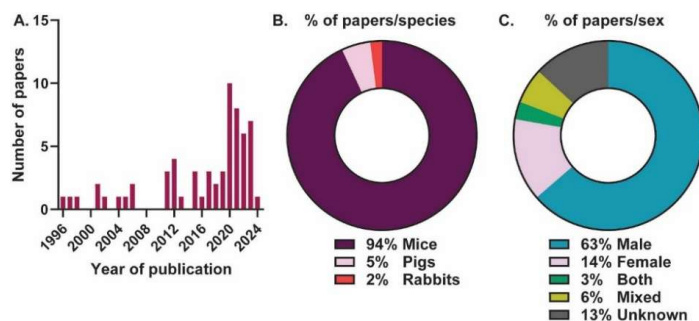 A.
Number of papers
15
10
5
0
1996
2000
2004
2008
2012
2016
2020
2024
Year of publication
B. % of papers/species
94% Mice
5% Pigs
2% Rabbits
C. % of papers/sex
63% Male
14% Female
3% Both
6% Mixed
13% Unknown